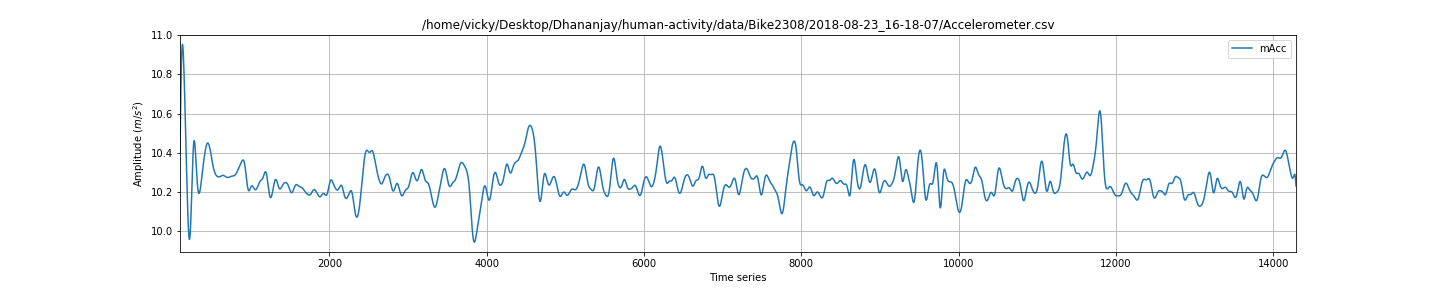 /home/vicky/Desktop/Dhananjay/human-activity/data/Bike2308/2018-08-23_16-18-07/Accelerometer.csv
11.0
mAcc
10.8
10.6
10.4
10.2
10.0
Amplitude (m/s²)
2000 4000 6000 8000 10000 12000 14000
Time series